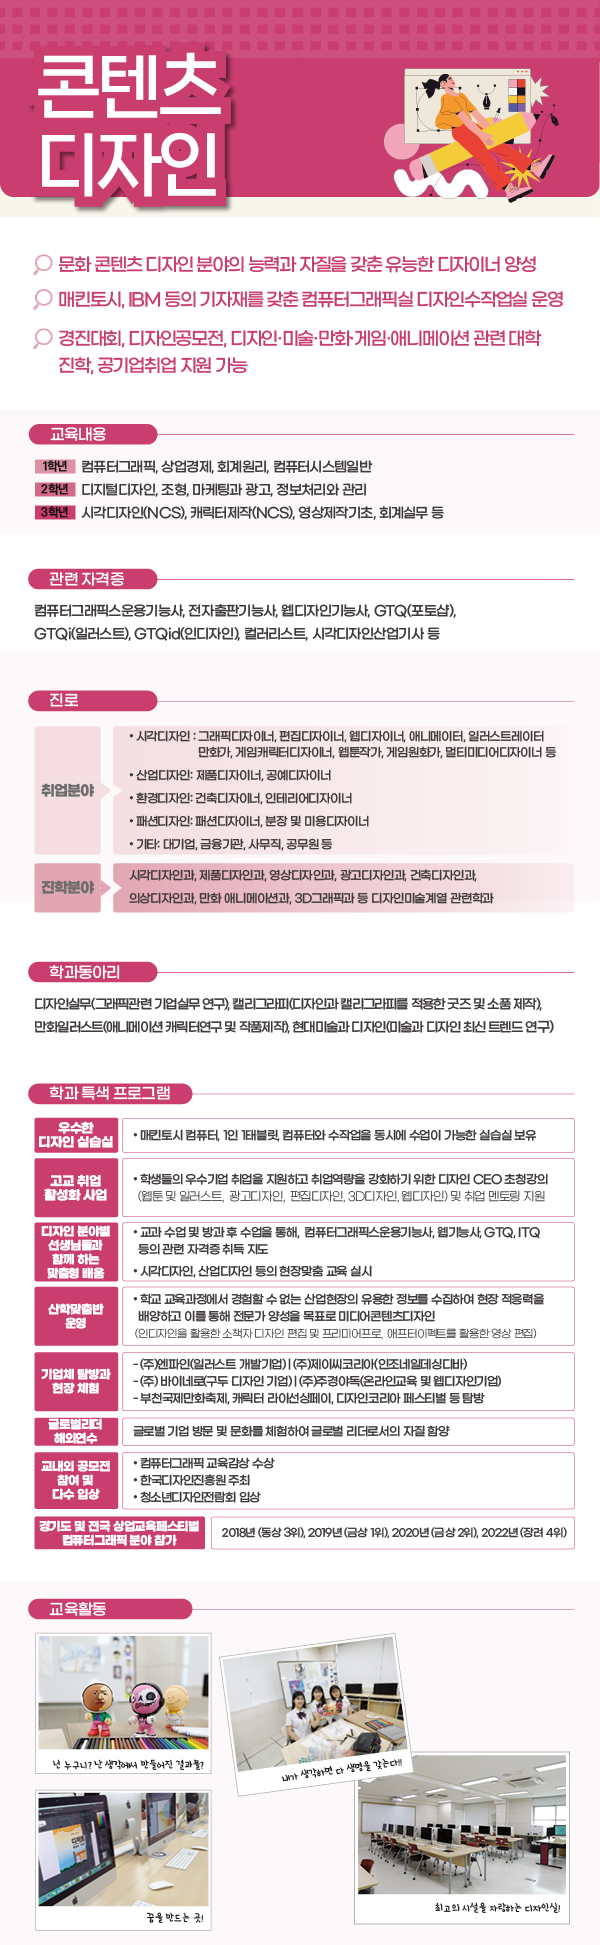 콘텐츠
디자인
문화 콘텐츠 디자인 분야의 능력과 자질을 갖춘 유능한 디자이너 양성
매킨토시, IBM 등의 기자재를 갖춘 컴퓨터그래픽실 디자인수작업실 운영
경진대회, 디자인공모전, 디자인·미술·만화·게임·애니메이션 관련 대학
진학, 공기업취업 지원 가능
교육내용
1학년 컴퓨터그래픽, 상업경제, 회계원리, 컴퓨터시스템일반
2학년 디지털디자인, 조형, 마케팅과 광고, 정보처리와 관리
3학년 시각디자인(NCS), 캐릭터제작(NCS), 영상제작기초, 회계실무 등
관련 자격증
컴퓨터그래픽스운용기능사, 전자출판기능사, 웹디자인기능사, GTQ(포토샵),
GTQi(일러스트), GTQid(인디자인), 컬러리스트, 시각디자인산업기사 등
진로
취업분야
• 시각디자인 : 그래픽디자이너, 편집디자이너, 웹디자이너, 애니메이터, 일러스트레이터
만화가, 게임캐릭터디자이너, 웹툰작가, 게임원화가, 멀티미디어디자이너 등
• 산업디자인: 제품디자이너, 공예디자이너
• 환경디자인: 건축디자이너, 인테리어디자이너
• 패션디자인: 패션디자이너, 분장 및 미용디자이너
• 기타: 대기업, 금융기관, 사무직, 공무원 등
진학분야
시각디자인과, 제품디자인과, 영상디자인과, 광고디자인과, 건축디자인과,
의상디자인과, 만화 애니메이션과, 3D그래픽과 등 디자인미술계열 관련학과
학과동아리
디자인실무(그래픽관련 기업실무 연구), 캘리그라피(디자인과 캘리그라피를 적용한 굿즈 및 소품 제작),
만화일러스트(애니메이션 캐릭터연구 및 작품제작), 현대미술과 디자인(미술과 디자인 최신 트렌드 연구)
학과 특색 프로그램
우수한
디자인 실습실
• 매킨토시 컴퓨터, 1인 1태블릿, 컴퓨터와 수작업을 동시에 수업이 가능한 실습실 보유
고교 취업
활성화 사업
• 학생들의 우수기업 취업을 지원하고 취업역량을 강화하기 위한 디자인 CEO 초청강의
(웹툰 및 일러스트, 광고디자인, 편집디자인, 3D디자인, 웹디자인) 및 취업 멘토링 지원
디자인 분야별
선생님들과
함께 하는
맞춤형 배움
• 교과 수업 및 방과 후 수업을 통해, 컴퓨터그래픽스운용기능사, 웹기능사, GTQ, ITQ
등의 관련 자격증 취득 지도
• 시각디자인, 산업디자인 등의 현장맞춤 교육 실시
산학맞춤반
운영
• 학교 교육과정에서 경험할 수 없는 산업현장의 유용한 정보를 수집하여 현장 적응력을
배양하고 이를 통해 전문가 양성을 목표로 미디어콘텐츠디자인
(인디자인을 활용한 소책자 디자인 편집 및 프리미어프로, 애프터이펙트를 활용한 영상 편집)
기업체 탐방과
현장 체험
- (주)엔파인(일러스트 개발기업) | (주)제이씨코리아(인조네일데싱디바)
- (주) 바이네르(구두 디자인 기업) | (주)주경야독(온라인교육 및 웹디자인기업)
- 부천국제만화축제, 캐릭터 라이선싱페어, 디자인코리아 페스티벌 등 탐방
글로벌리더
해외연수
글로벌 기업 방문 및 문화를 체험하여 글로벌 리더로서의 자질 함양
교내외 공모전
참여 및
다수 입상
• 컴퓨터그래픽 교육감상 수상
• 한국디자인진흥원 주최
• 청소년디자인전람회 입상
경기도 및 전국 상업교육페스티벌
컴퓨터그래픽 분야 참가
2018년 (동상 3위), 2019년 (금상 1위), 2020년 (금상 2위), 2022년 (장려 4위)
교육활동
넌 누구니? 난 생각에서 만들어진 결과물?
내가 생각하면 다 생명을 갖는다!!
꿈을 만드는 곳!
최고의 시설을 자랑하는 디자인실!